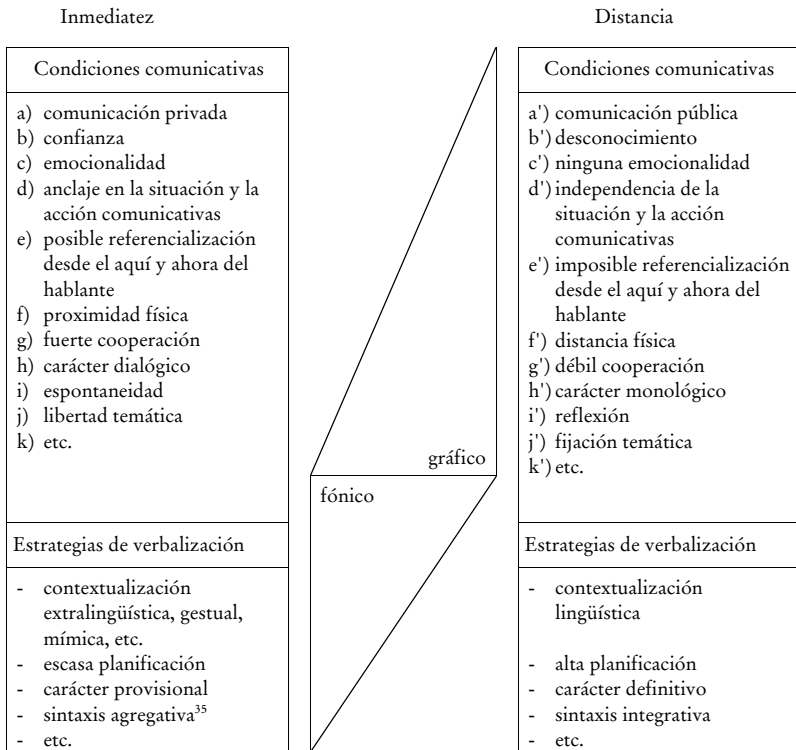 Inmediatez
Condiciones comunicativas
a) comunicación privada
b) confianza
c) emocionalidad
d) anclaje en la situación y la
acción comunicativas
e) posible referencialización
desde el aquí y ahora del
hablante
f) proximidad física
g) fuerte cooperación
h) carácter dialógico
i) espontaneidad
j) libertad temática
k) etc.
Estrategias de verbalización
- contextualización
extralingüística, gestual,
mímica, etc.
- escasa planificación
- carácter provisional
- sintaxis agregativa³⁵
- etc.
gráfico
fónico
Distancia
Condiciones comunicativas
a') comunicación pública
b') desconocimiento
c') ninguna emocionalidad
d') independencia de la
situación y la acción
comunicativas
e') imposible referencialización
desde el aquí y ahora del
hablante
f') distancia física
g') débil cooperación
h') carácter monológico
i') reflexión
j') fijación temática
k') etc.
Estrategias de verbalización
- contextualización
lingüística
- alta planificación
- carácter definitivo
- sintaxis integrativa
- etc.